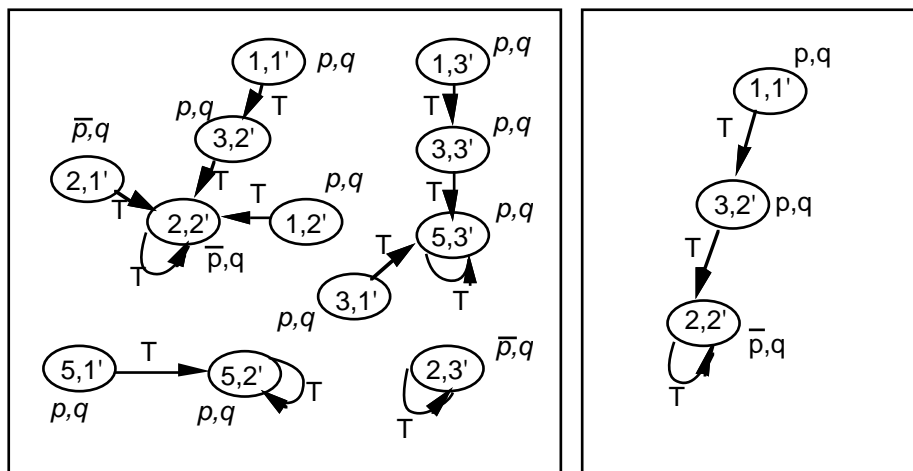 1,1' p,q
T
p,q
3,2'
T
p̅,q
2,1'
T
2,2'
p̅,q
T
T
p,q
1,2'
1,3' p,q
T
3,3' p,q
T
5,3' p,q
T
T
3,1'
p,q
5,1'
p,q
T
5,2'
p,q
T
2,3' p̅,q
T
p,q
1,1'
T
3,2' p,q
T
2,2' p̅,q
T